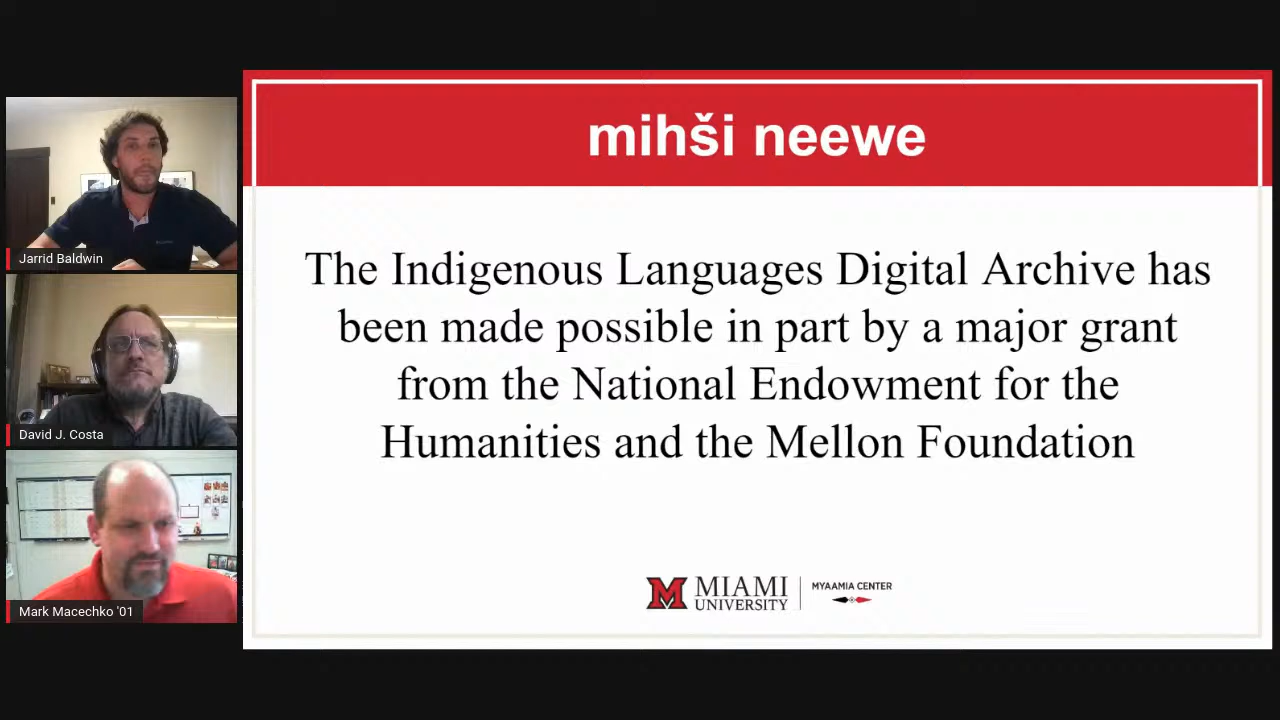 Jarrid Baldwin
David J. Costa
Mark Macechko '01
mihši neewe
The Indigenous Languages Digital Archive has
been made possible in part by a major grant
from the National Endowment for the
Humanities and the Mellon Foundation
MIAMI
UNIVERSITY
MYAAMIA CENTER